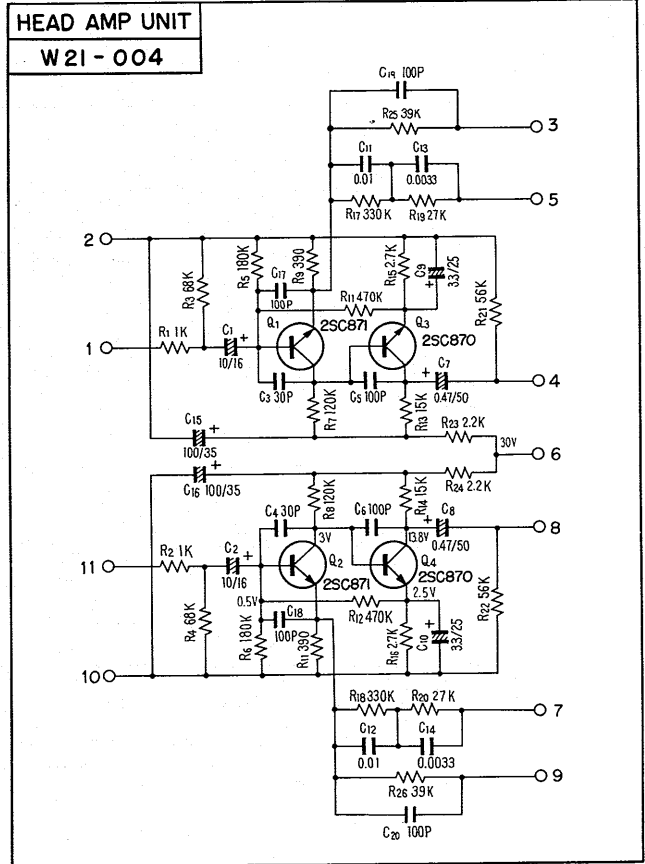 HEAD AMP UNIT
W21-004
C19 100P
R25 39K
3
C11
0.01
C13
0.0033
R17 330K
R19 27K
5
2
R3 68K
R5 180K
R9 390
C17
100P
R11 470K
R15 2.7K
C9
+
33/25
R21 56K
Q1
2SC871
Q3
2SC870
1
R1 1K
C1
+
10/16
C3 30P
R7 120K
C5 100P
R13 15K
+
C7
0.47/50
4
C15
+
100/35
R23 2.2K
30V
6
+
C16 100/35
R24 2.2K
R8 120K
R14 15K
C4 30P
C6 100P
+
C8
0.47/50
8
3V
13.8V
11
R2 1K
C2
+
10/16
Q2
2SC871
Q4
2SC870
0.5V
2.5V
R4 68K
R6 180K
C18
100P
R11 390
R12 470K
R16 2.7K
C10
+
33/25
R22 56K
10
R18 330K
R20 27K
7
C12
0.01
C14
0.0033
R26 39K
9
C20 100P